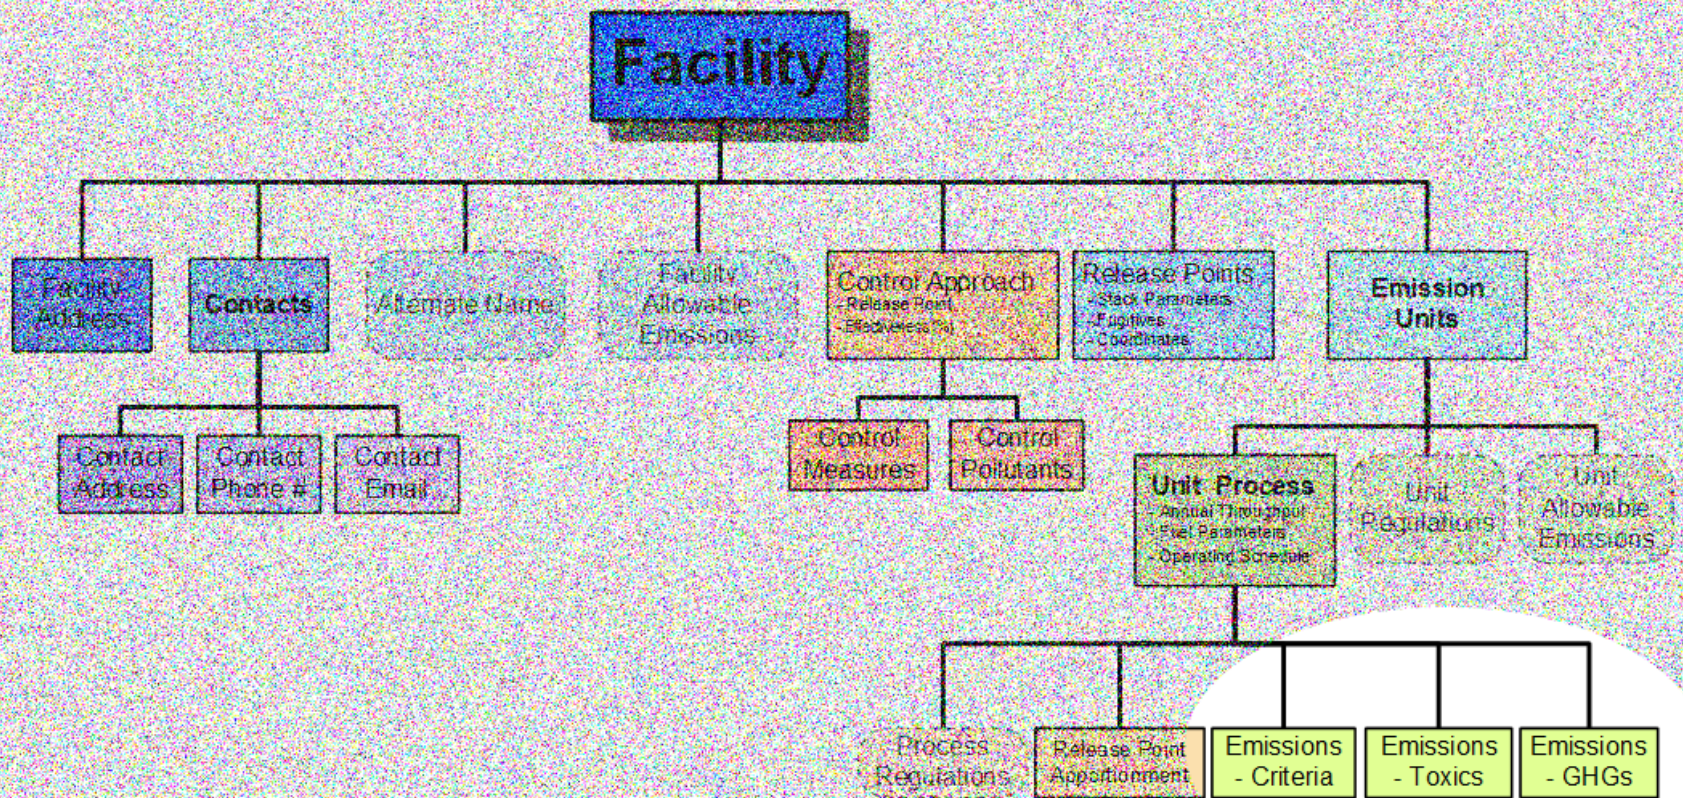 Facility
Facility
Address
Contacts
Alternate Name
Facility
Allowable
Emissions
Control Approach
- Release Point
- Effectiveness (%)
Release Points
- Stack Parameters
- Fugitives
- Coordinates
Emission
Units
Contact
Address
Contact
Phone #
Contact
Email
Control
Measures
Control
Pollutants
Unit Process
- Annual Throughput
- Fuel Parameters
- Operating Schedule
Unit
Regulations
Unit
Allowable
Emissions
Process
Regulations
Release Point
Apportionment
Emissions
- Criteria
Emissions
- Toxics
Emissions
- GHGs